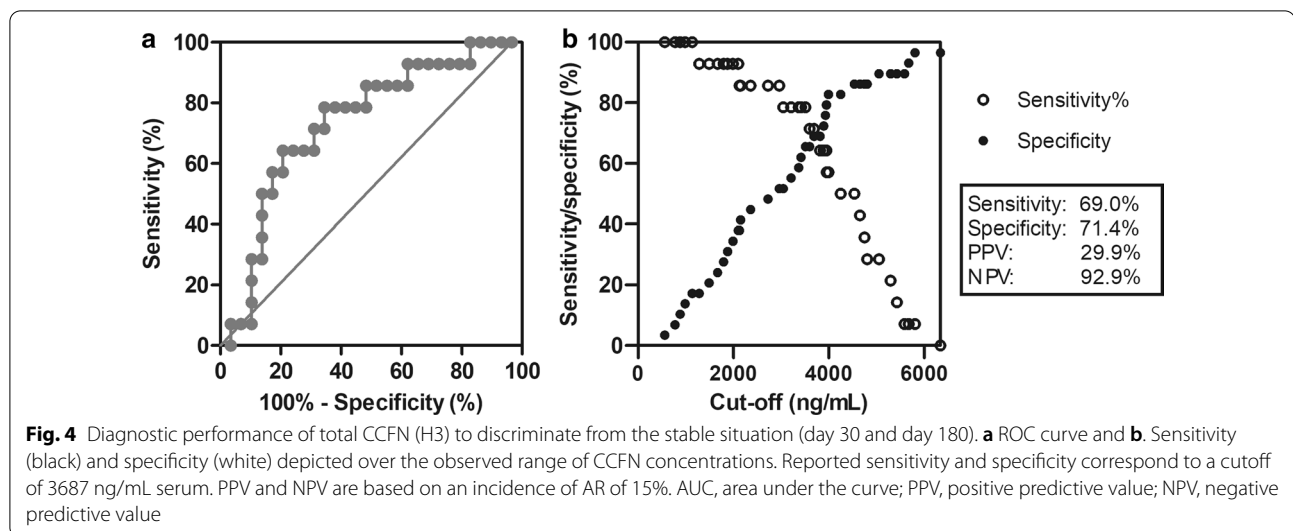 a
100
80
60
40
20
0
Sensitivity (%)
0 20 40 60 80 100
100% - Specificity (%)
b
100
80
60
40
20
0
Sensitivity/specificity (%)
0 2000 4000 6000
Cut-off (ng/mL)
Sensitivity%
Specificity
Sensitivity: 69.0%
Specificity: 71.4%
PPV: 29.9%
NPV: 92.9%
Fig. 4 Diagnostic performance of total CCFN (H3) to discriminate from the stable situation (day 30 and day 180). a ROC curve and b. Sensitivity
(black) and specificity (white) depicted over the observed range of CCFN concentrations. Reported sensitivity and specificity correspond to a cutoff
of 3687 ng/mL serum. PPV and NPV are based on an incidence of AR of 15%. AUC, area under the curve; PPV, positive predictive value; NPV, negative
predictive value